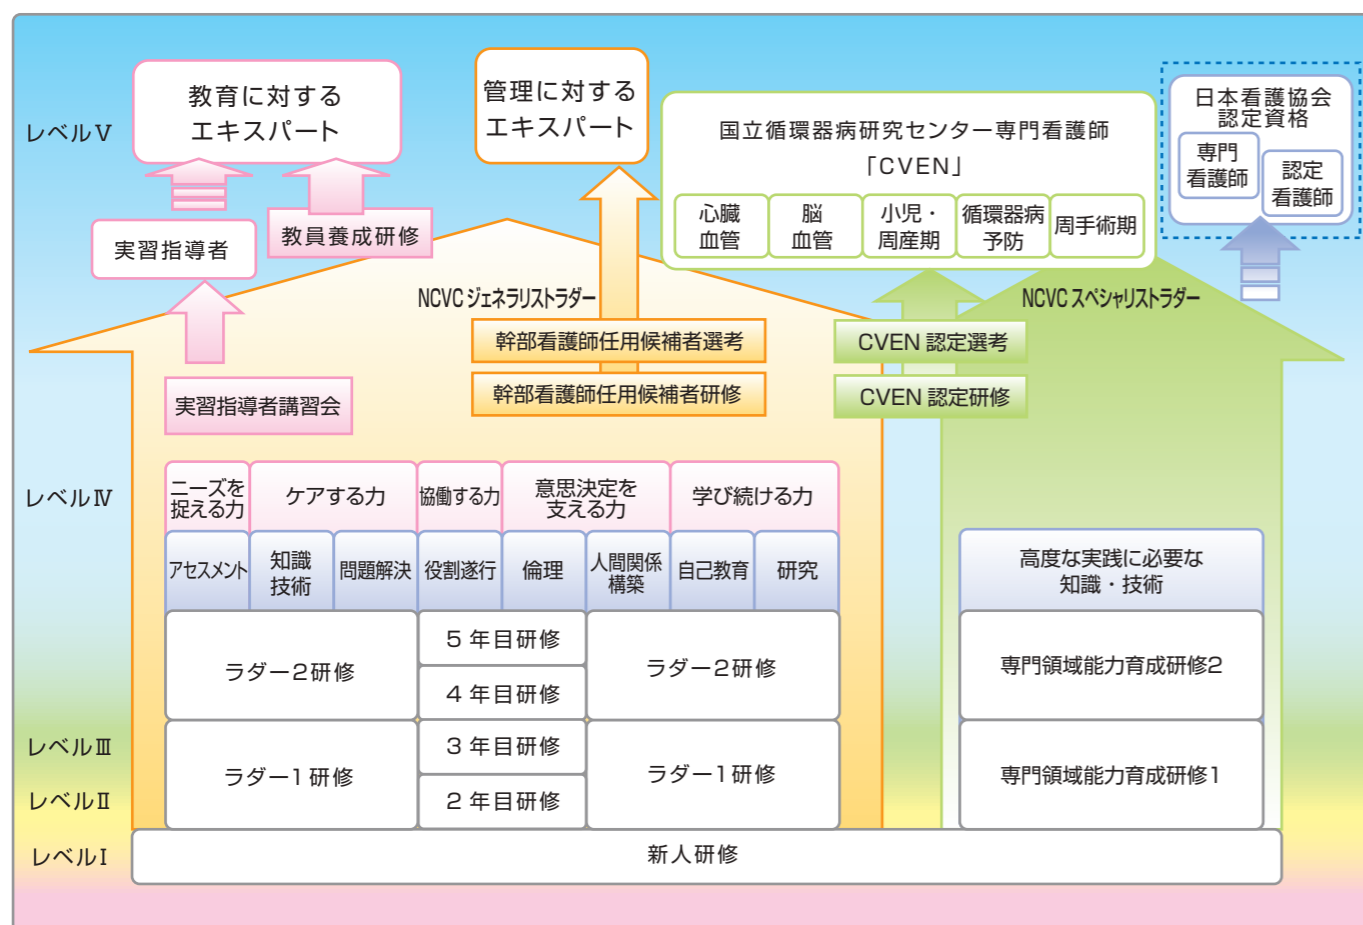 レベルⅤ
教育に対する
エキスパート
管理に対する
エキスパート
国立循環器病研究センター専門看護師
「CVEN」
心臓
血管
脳
血管
小児・
周産期
循環器病
予防
周手術期
日本看護協会
認定資格
専門
看護師
認定
看護師
実習指導者
教員養成研修
NCVC ジェネラリストラダー
NCVC スペシャリストラダー
幹部看護師任用候補者選考
幹部看護師任用候補者研修
CVEN 認定選考
CVEN 認定研修
実習指導者講習会
レベルⅣ
ニーズを
捉える力
ケアする力
協働する力
意思決定を
支える力
学び続ける力
アセスメント
知識
技術
問題解決
役割遂行
倫理
人間関係
構築
自己教育
研究
高度な実践に必要な
知識・技術
ラダー2研修
5 年目研修
4 年目研修
ラダー2研修
専門領域能力育成研修2
レベルⅢ
レベルⅡ
ラダー1研修
3 年目研修
2 年目研修
ラダー1研修
専門領域能力育成研修1
レベルⅠ
新人研修